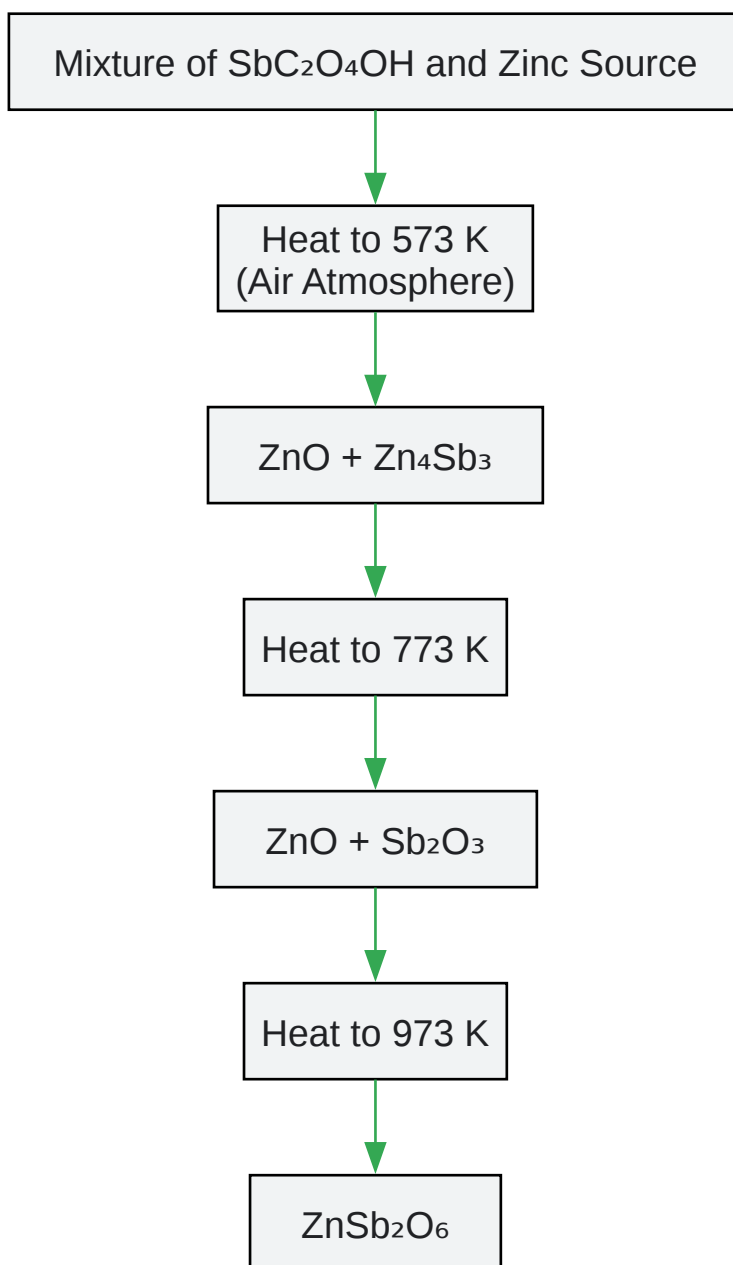 Mixture of SbC₂O₄OH and Zinc Source
Heat to 573 K
(Air Atmosphere)
ZnO + Zn₄Sb₃
Heat to 773 K
ZnO + Sb₂O₃
Heat to 973 K
ZnSb₂O₆